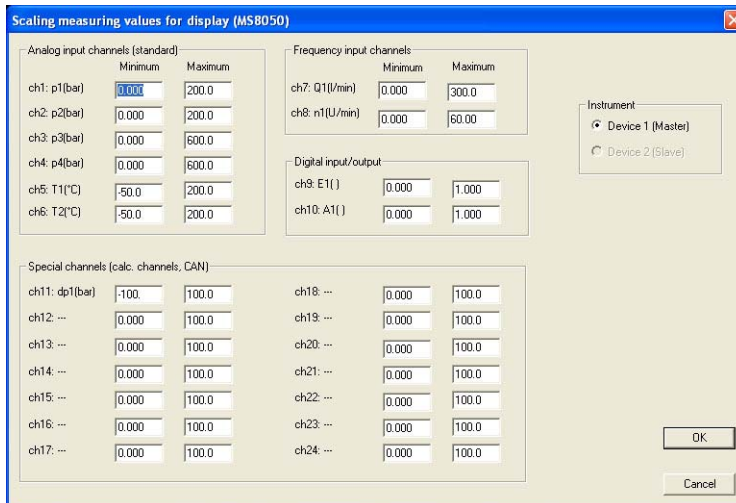 Scaling measuring values for display (MS8050)
Analog input channels (standard)
Minimum Maximum
ch1: p1(bar) 0.000 200.0
ch2: p2(bar) 0.000 200.0
ch3: p3(bar) 0.000 600.0
ch4: p4(bar) 0.000 600.0
ch5: T1(°C) -50.0 200.0
ch6: T2(°C) -50.0 200.0
Frequency input channels
Minimum Maximum
ch7: Q1(l/min) 0.000 300.0
ch8: n1(U/min) 0.000 60.00
Digital input/output
ch9: E1( ) 0.000 1.000
ch10: A1( ) 0.000 1.000
Instrument
Device 1 (Master)
Device 2 (Slave)
Special channels (calc. channels, CAN)
ch11: dp1(bar) -100. 100.0
ch12: --- 0.000 100.0
ch13: --- 0.000 100.0
ch14: --- 0.000 100.0
ch15: --- 0.000 100.0
ch16: --- 0.000 100.0
ch17: --- 0.000 100.0
ch18: --- 0.000 100.0
ch19: --- 0.000 100.0
ch20: --- 0.000 100.0
ch21: --- 0.000 100.0
ch22: --- 0.000 100.0
ch23: --- 0.000 100.0
ch24: --- 0.000 100.0
OK
Cancel